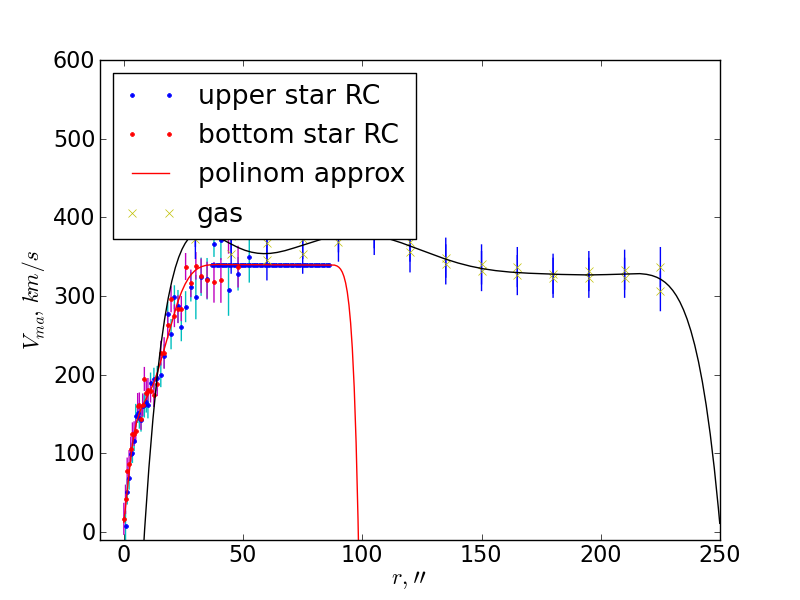 600
500
400
300
200
100
0
V_ma, km/s
upper star RC
bottom star RC
polinom approx
gas
0 50 100 150 200 250
r, ″